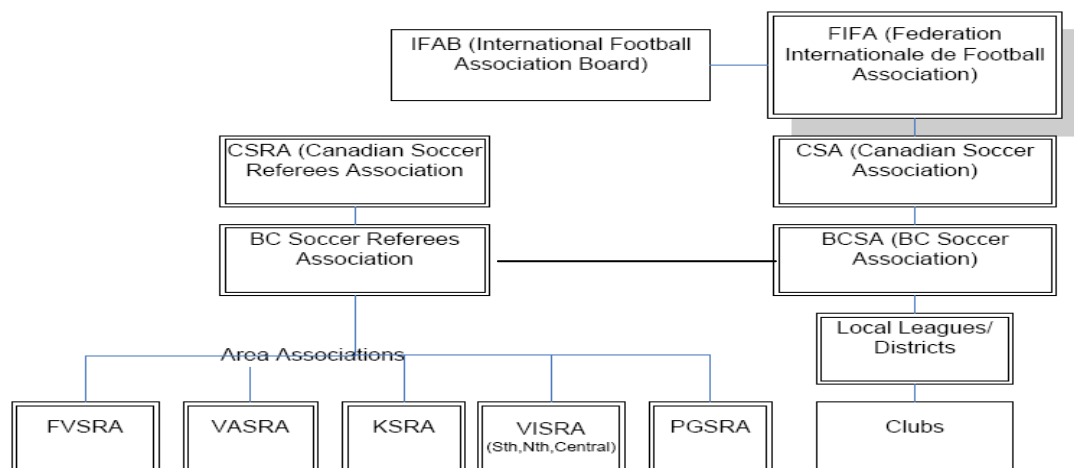 IFAB (International Football
Association Board)
FIFA (Federation
Internationale de Football
Association)
CSRA (Canadian Soccer
Referees Association
CSA (Canadian Soccer
Association)
BC Soccer Referees
Association
BCSA (BC Soccer
Association)
Local Leagues/
Districts
Area Associations
FVSRA
VASRA
KSRA
VISRA
(Sth,Nth,Central)
PGSRA
Clubs